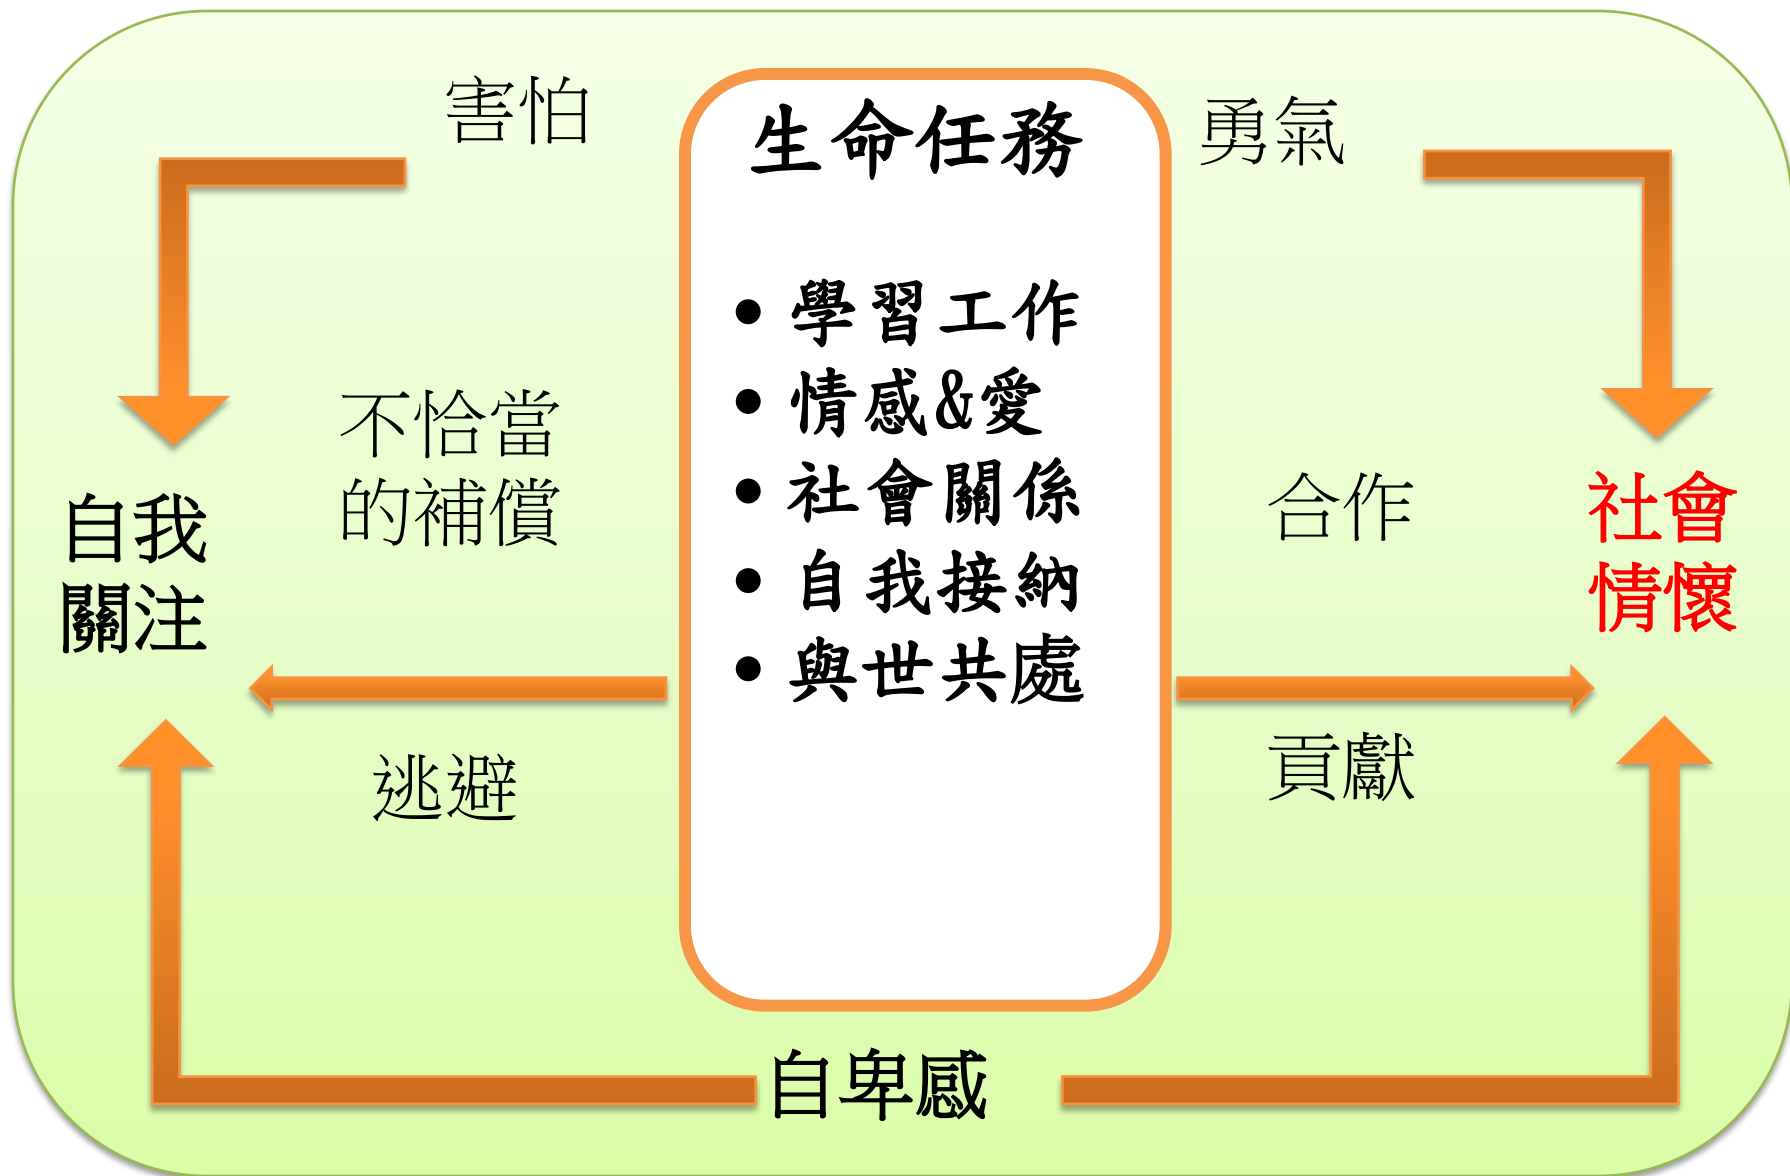 害怕
生命任務
勇氣
• 學習工作
• 情感&愛
• 社會關係
• 自我接納
• 與世共處
不恰當
的補償
自我
關注
逃避
合作
社會
情懷
貢獻
自卑感